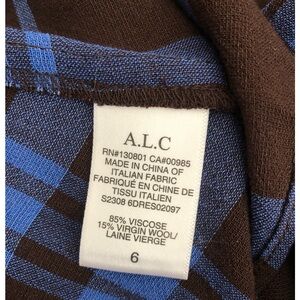 A.L.C
RN#130801 CA#00985
MADE IN CHINA OF
ITALIAN FABRIC
FABRIQUÉ EN CHINE DE
TISSU ITALIEN
S2308 6DRES02097
85% VISCOSE
15% VIRGIN WOOL/
LAINE VIERGE
6